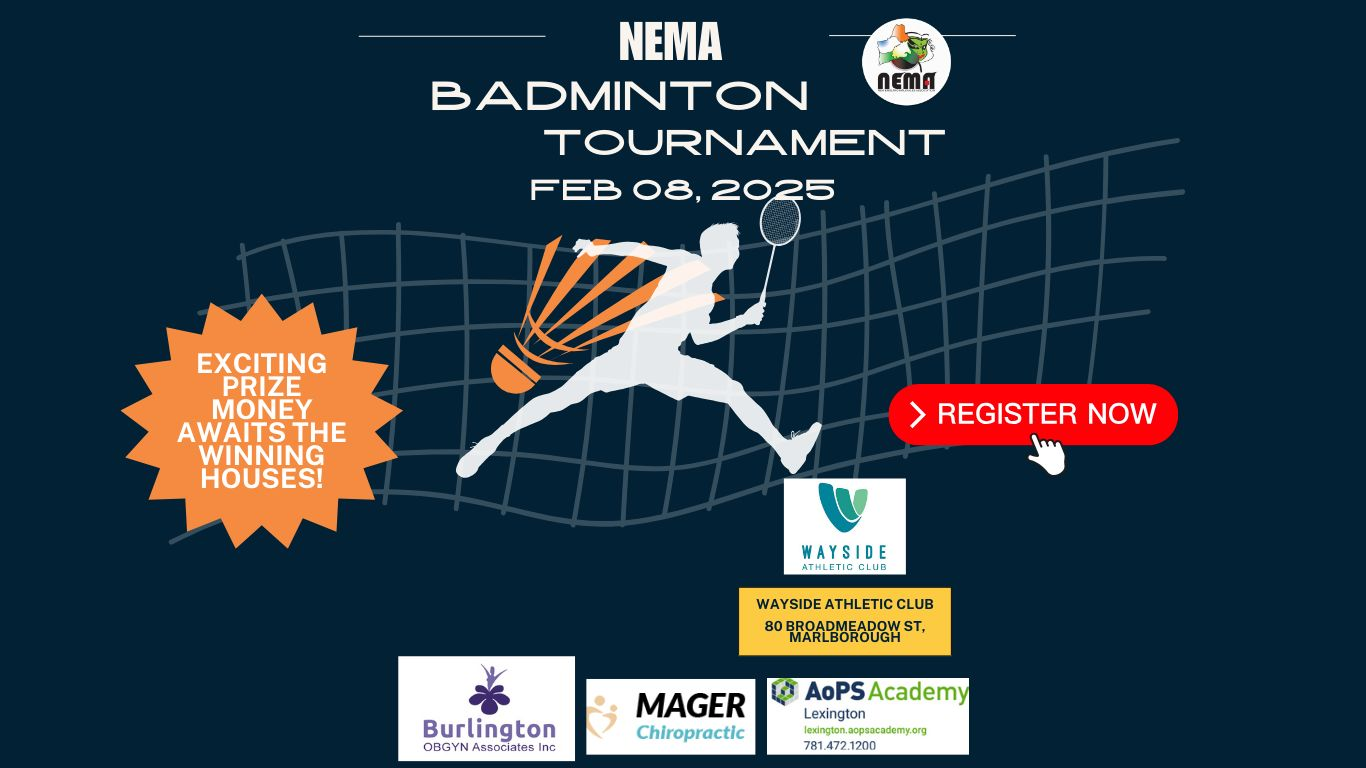 NEMA
BADMINTON
TOURNAMENT
FEB 08, 2025
NEMA
EXCITING
PRIZE
MONEY
AWAITS THE
WINNING
HOUSES!
REGISTER NOW
WAYSIDE
ATHLETIC CLUB
WAYSIDE ATHLETIC CLUB
80 BROADMEADOW ST,
MARLBOROUGH
Burlington
OBGYN Associates Inc
MAGER
Chiropractic
AoPS Academy
Lexington
lexington.aopsacademy.org
781.472.1200